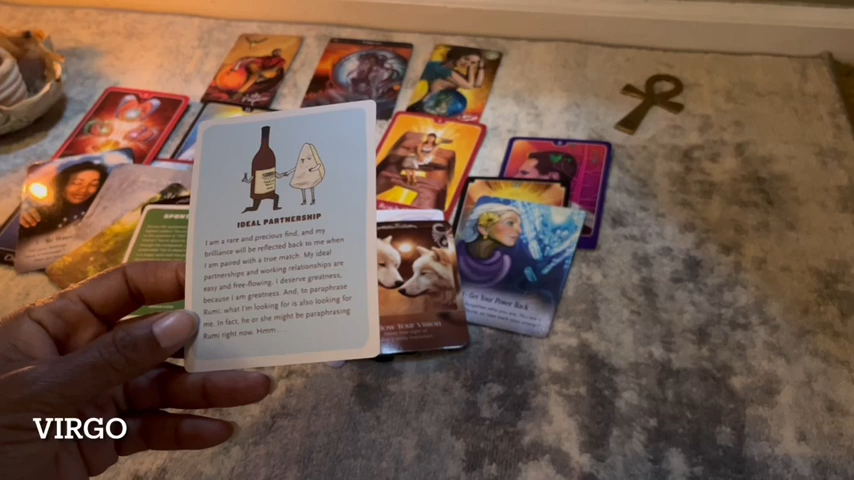 IDEAL PARTNERSHIP
I am a rare and precious find, and my
brilliance will be reflected back to me when
I am paired with a true match. My ideal
partnerships and working relationships are
easy and free-flowing. I deserve greatness,
because I am greatness. And, to paraphrase
Rumi: what I'm looking for is also looking for
me. In fact, he or she might be paraphrasing
Rumi right now. Hmm . . .
SPONT
Your Vision
Get Your Power Back
VIRGO